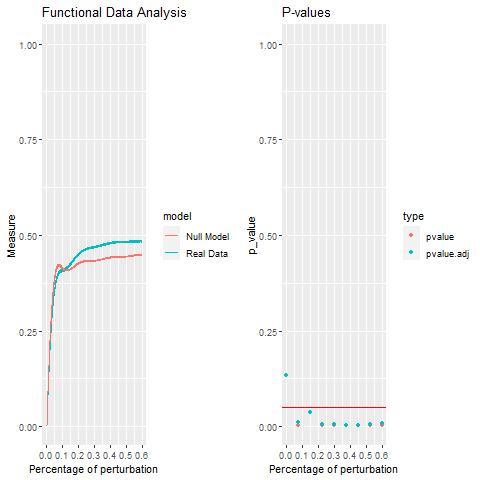 Functional Data Analysis
1.00
0.75
0.50
0.25
0.00
Measure
0.0 0.1 0.2 0.3 0.4 0.5 0.6
Percentage of perturbation
model
Null Model
Real Data
P-values
1.00
0.75
0.50
0.25
0.00
p_value
0.0 0.1 0.2 0.3 0.4 0.5 0.6
Percentage of perturbation
type
pvalue
pvalue.adj